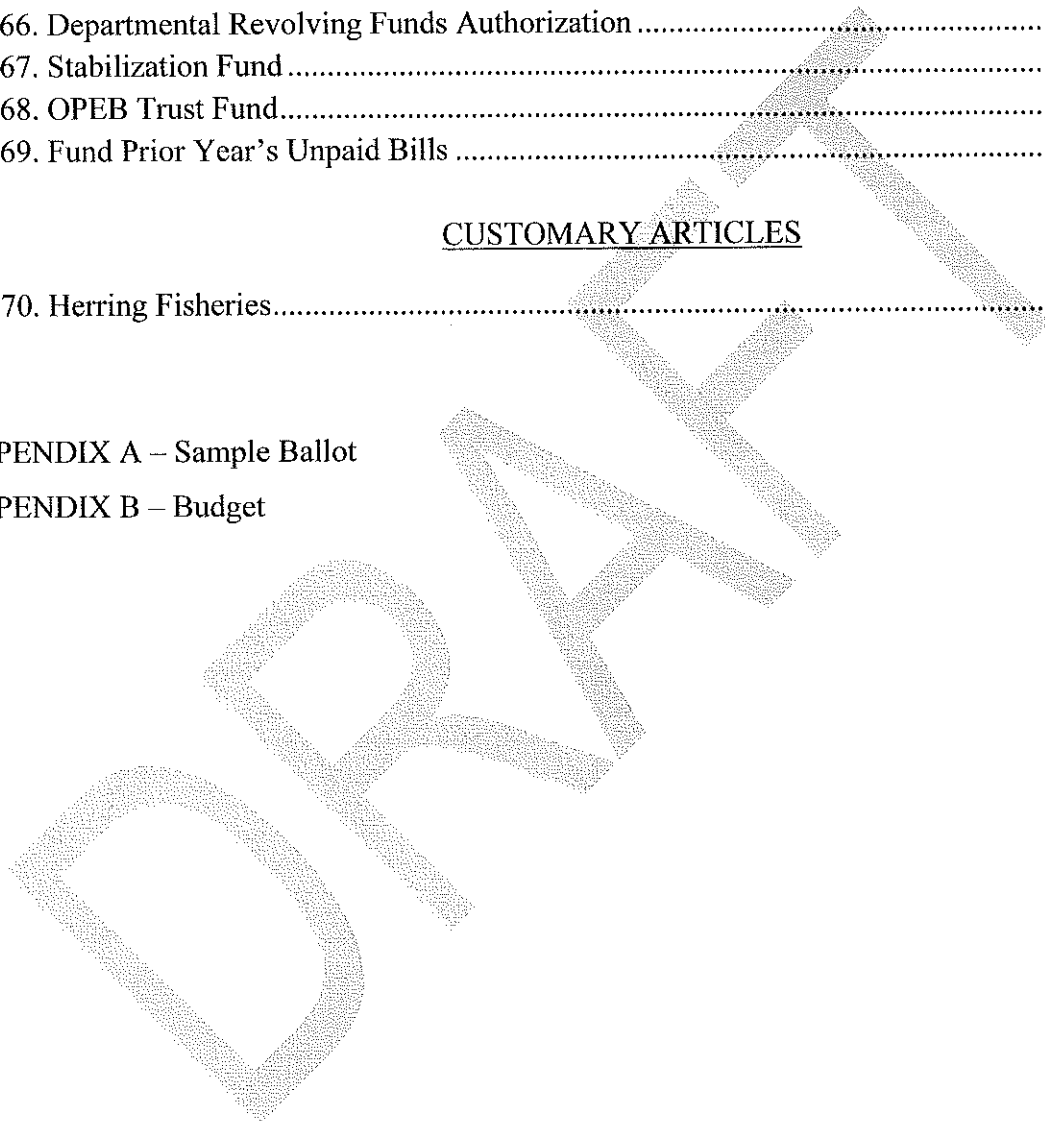 66. Departmental Revolving Funds Authorization ..........................................................
67. Stabilization Fund ..........................................................................................................
68. OPEB Trust Fund..........................................................................................................
69. Fund Prior Year's Unpaid Bills ..................................................................................
CUSTOMARY ARTICLES
70. Herring Fisheries..........................................................................................................
PENDIX A – Sample Ballot
PENDIX B – Budget
DRAFT